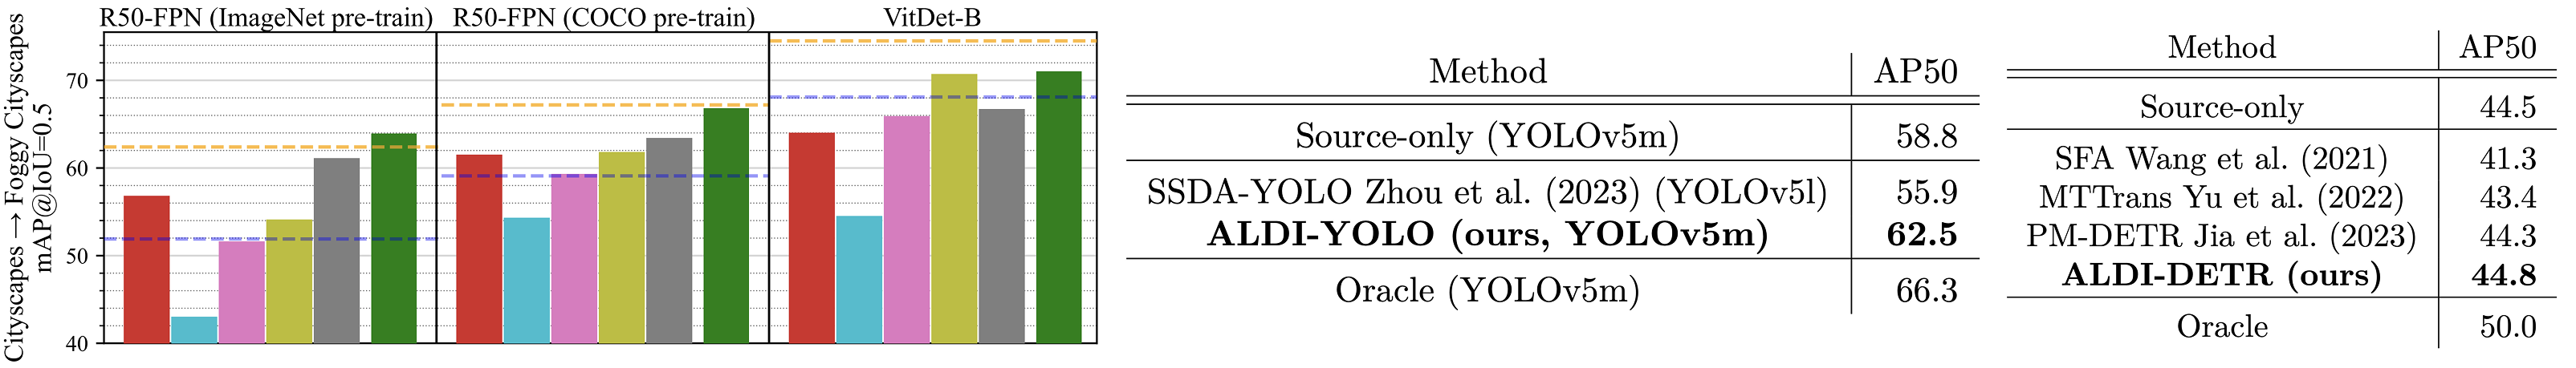 R50-FPN (ImageNet pre-train)
R50-FPN (COCO pre-train)
VitDet-B
Cityscapes → Foggy Cityscapes
mAP@IoU=0.5
70
60
50
40
Method AP50
Source-only (YOLOv5m) 58.8
SSDA-YOLO Zhou et al. (2023) (YOLOv5l) 55.9
ALDI-YOLO (ours, YOLOv5m) 62.5
Oracle (YOLOv5m) 66.3
Method AP50
Source-only 44.5
SFA Wang et al. (2021) 41.3
MTTrans Yu et al. (2022) 43.4
PM-DETR Jia et al. (2023) 44.3
ALDI-DETR (ours) 44.8
Oracle 50.0